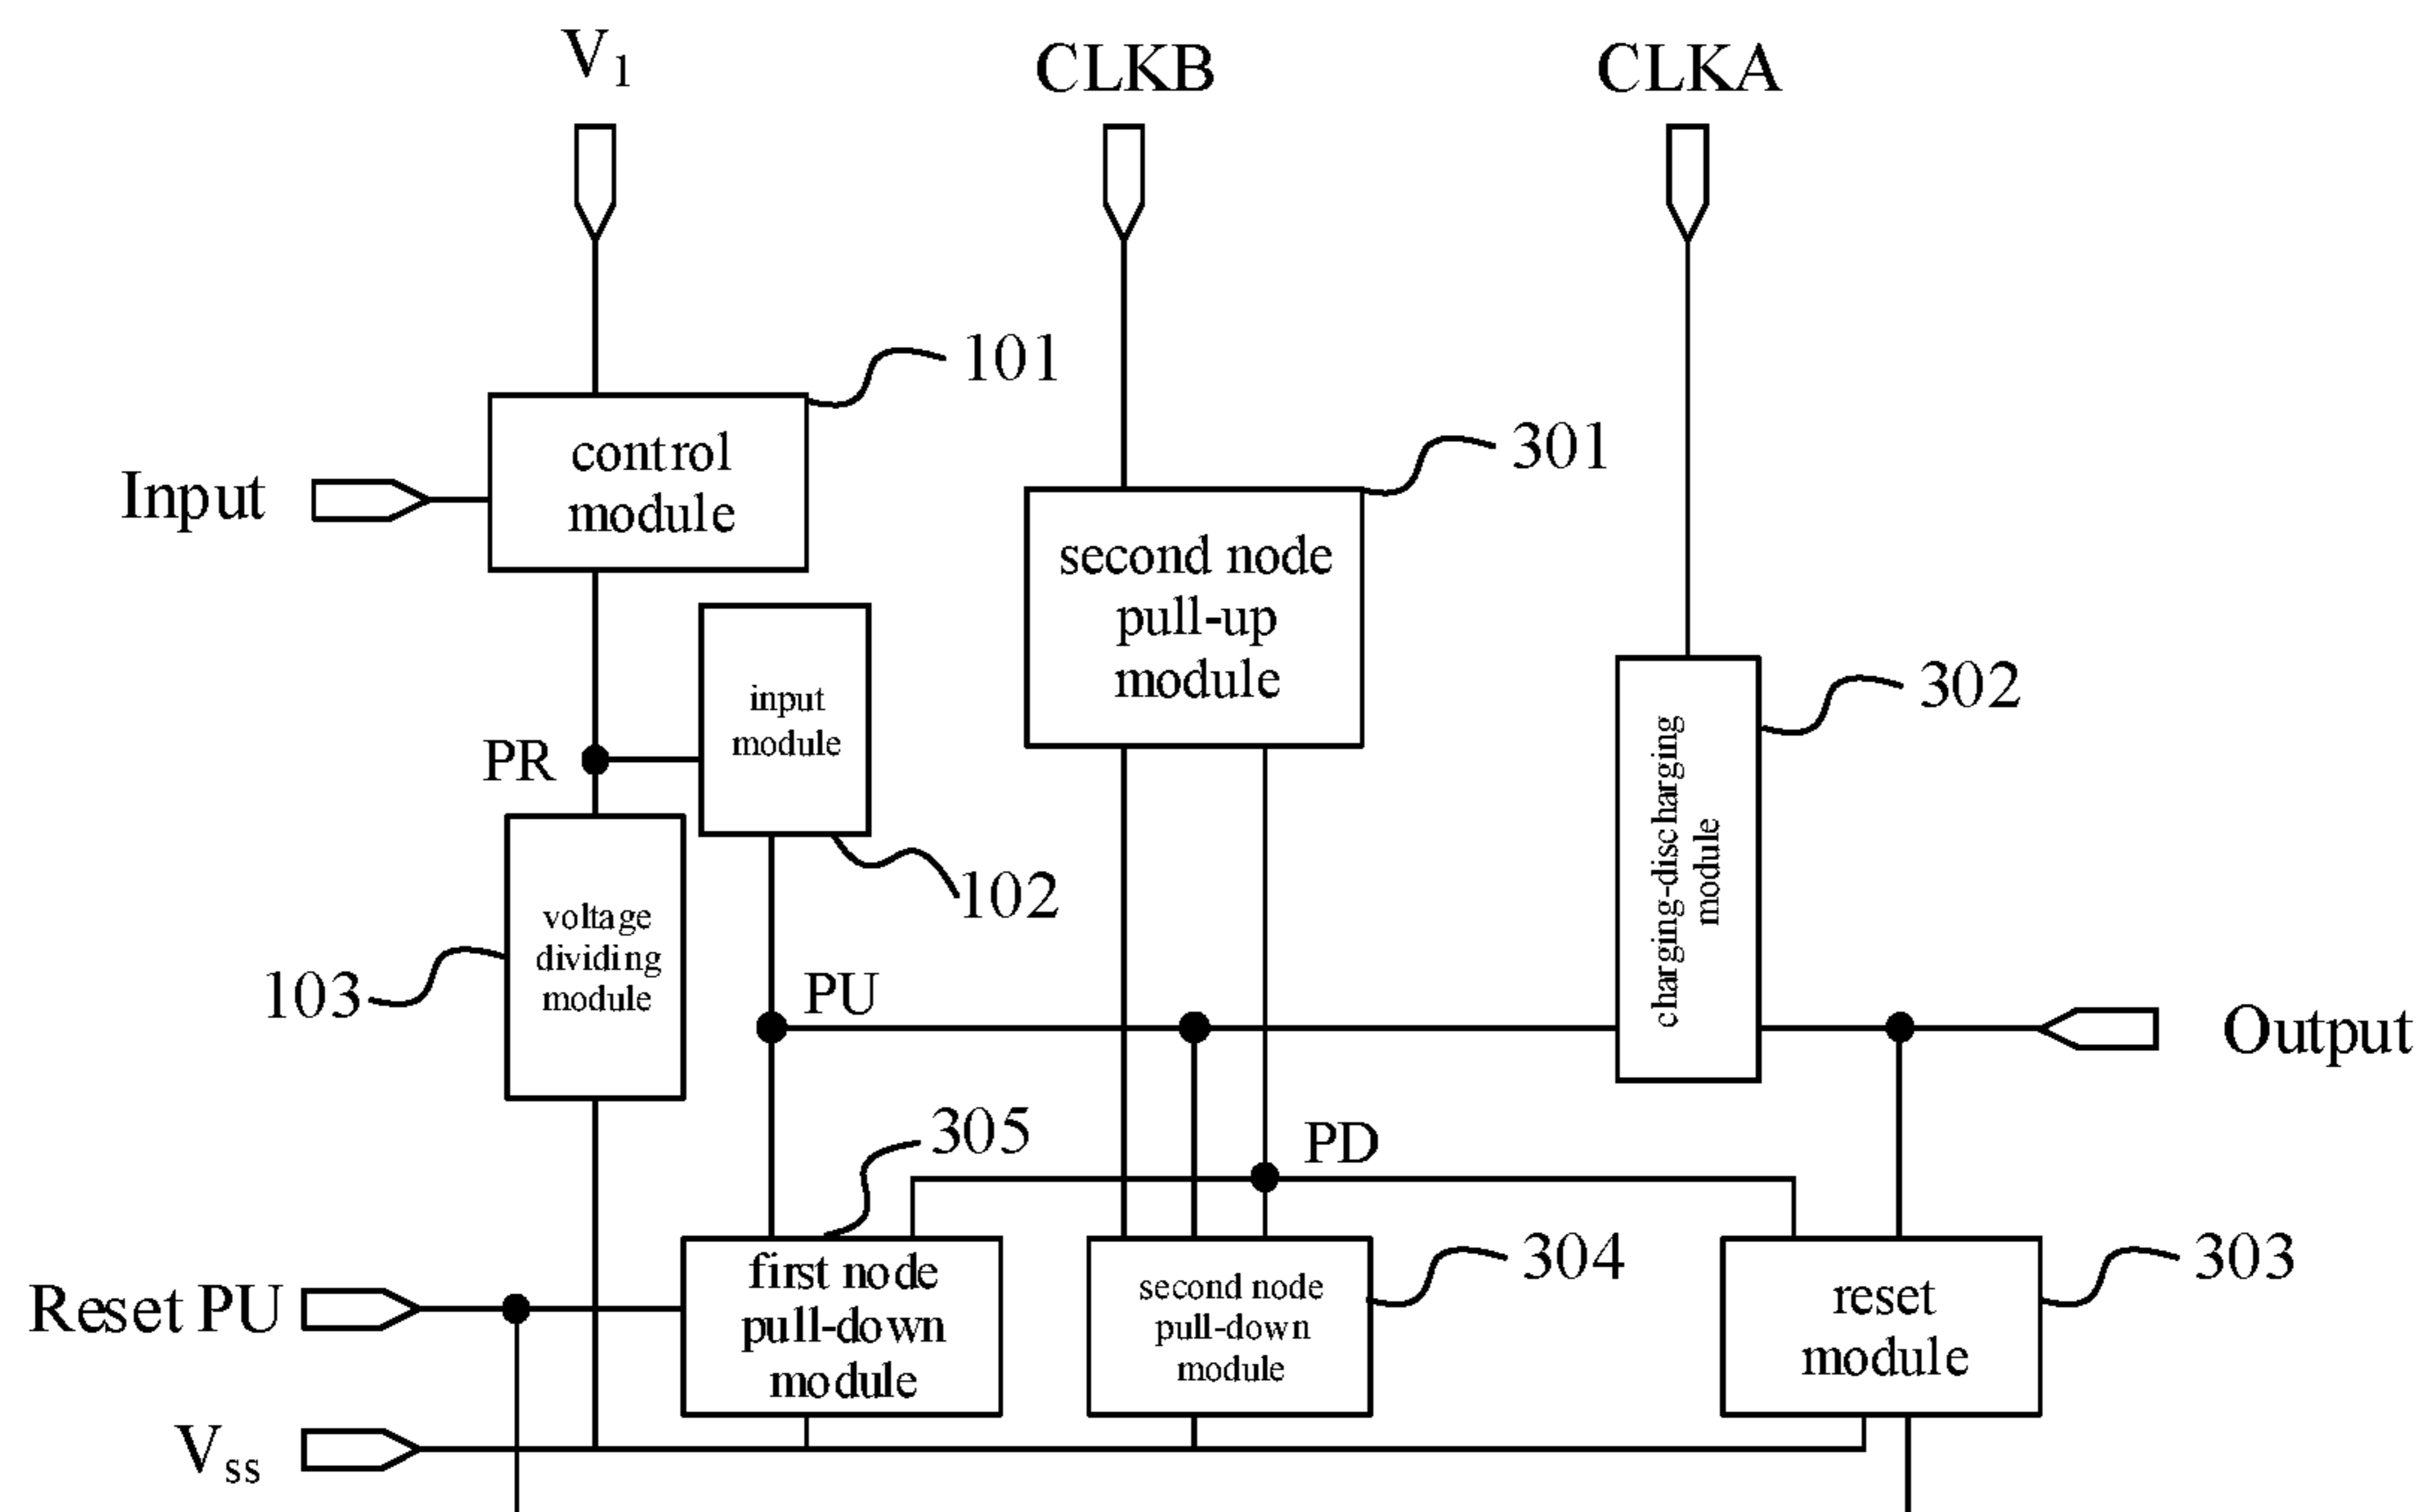 V1
CLKB
CLKA
101
control
module
Input
301
second node
pull-up
module
302
input
module
PR
charging-discharging
module
102
voltage
dividing
module
103
PU
Output
305
PD
first node
pull-down
module
304
second node
pull-down
module
303
reset
module
Reset PU
Vss